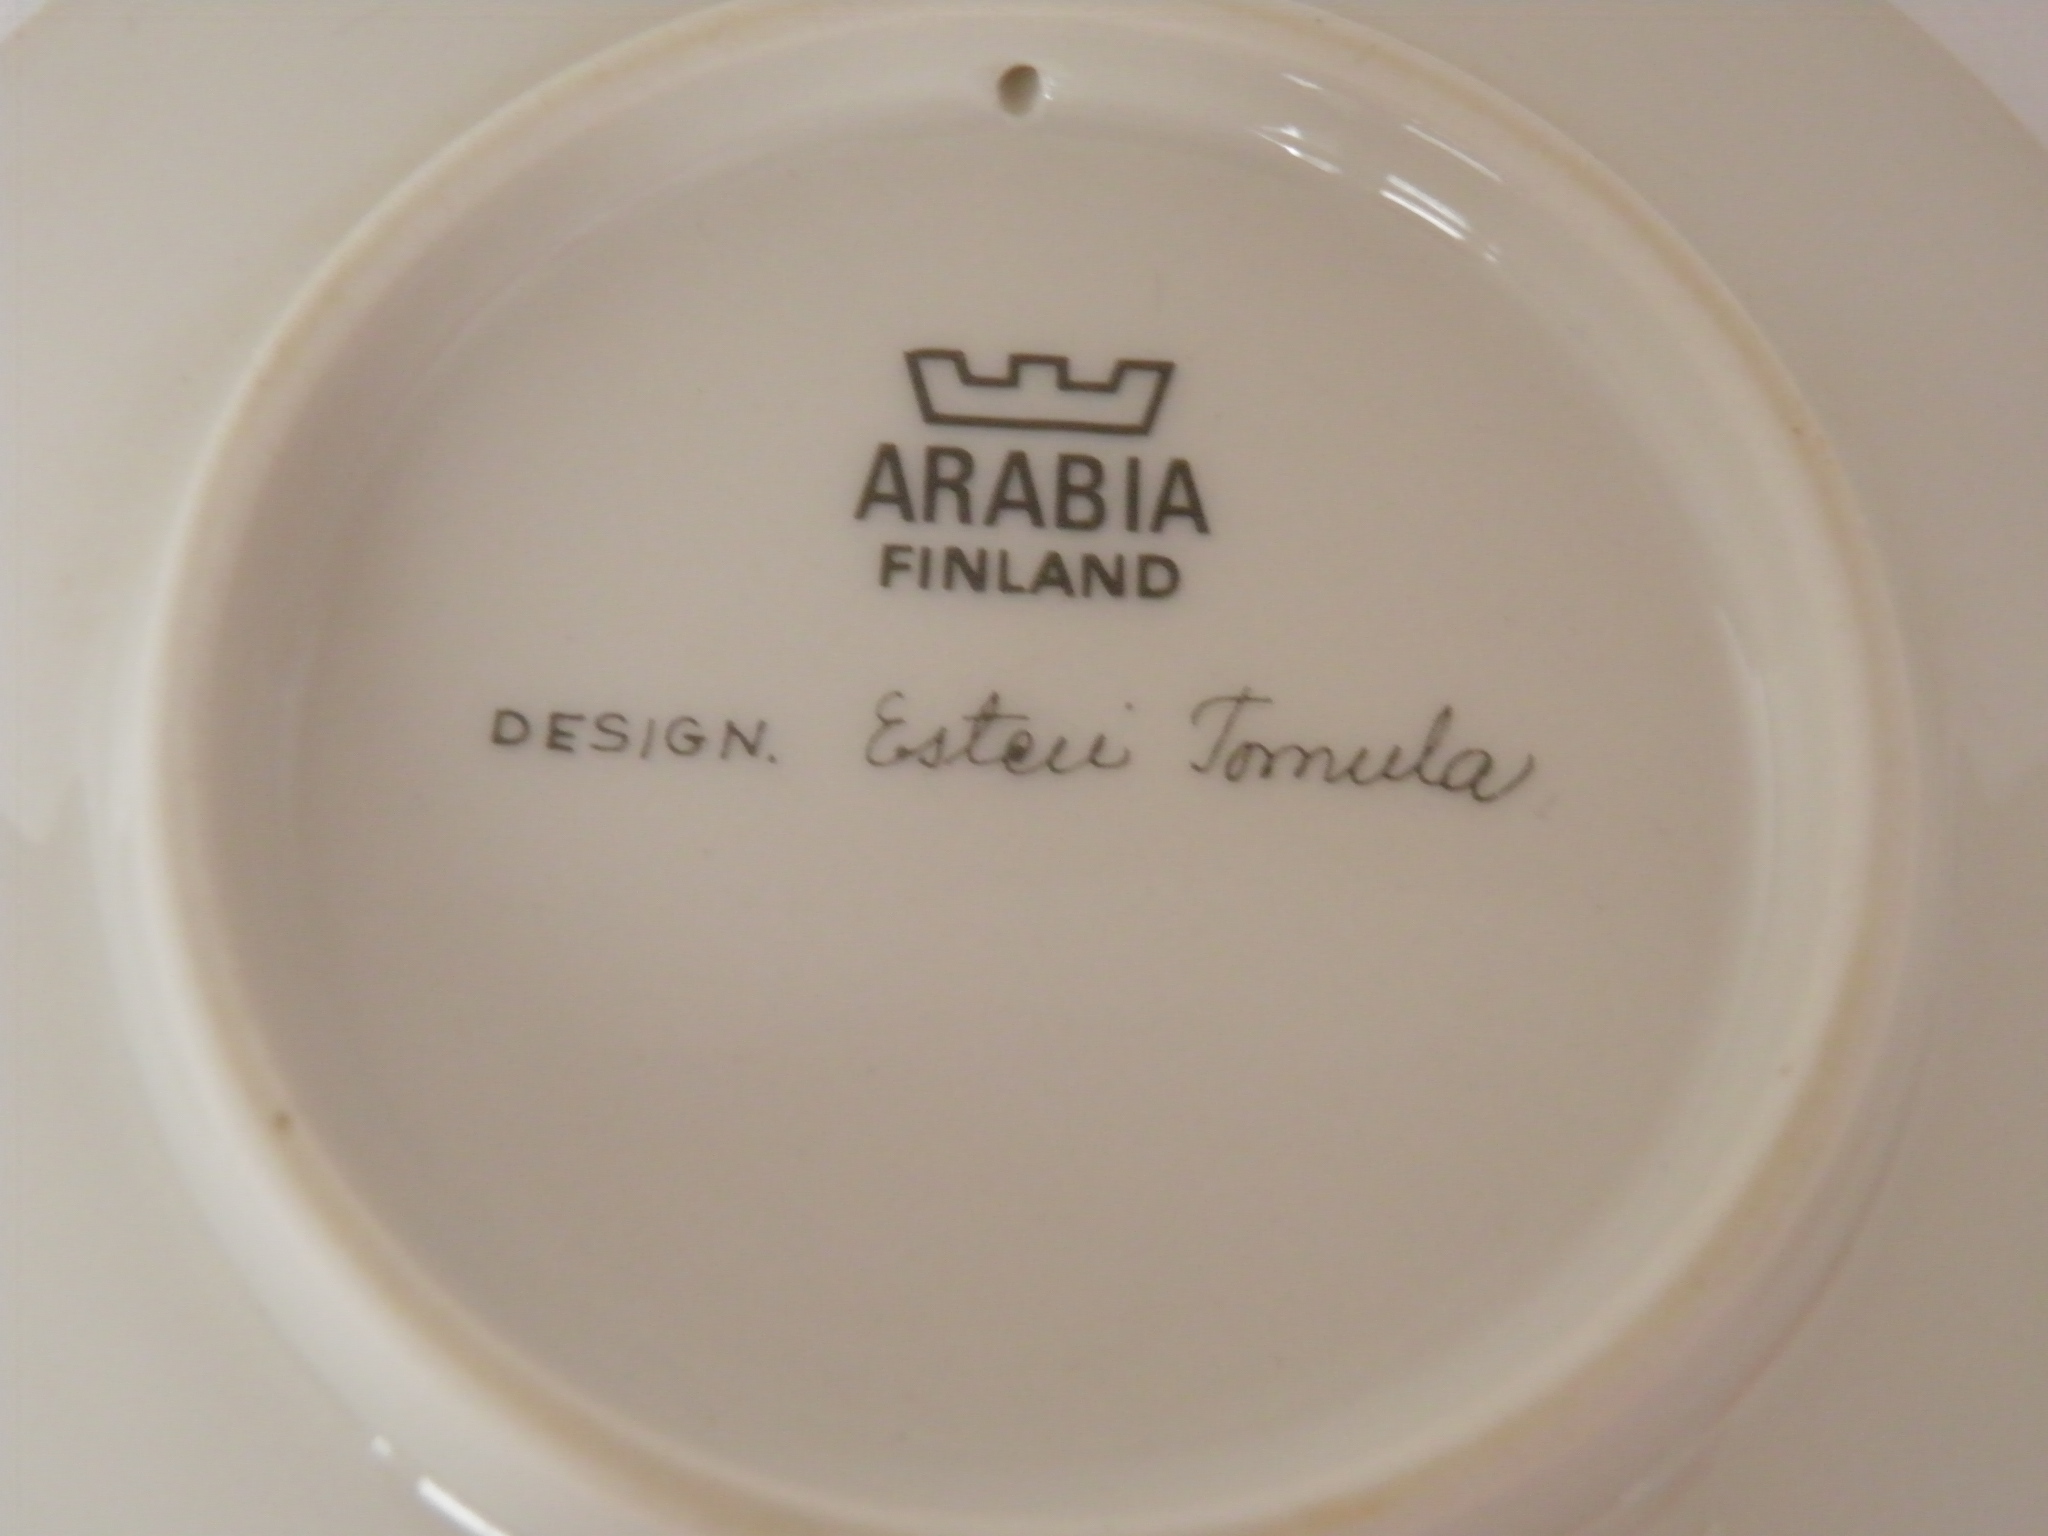 ARABIA
FINLAND
DESIGN. Esteri Tomula